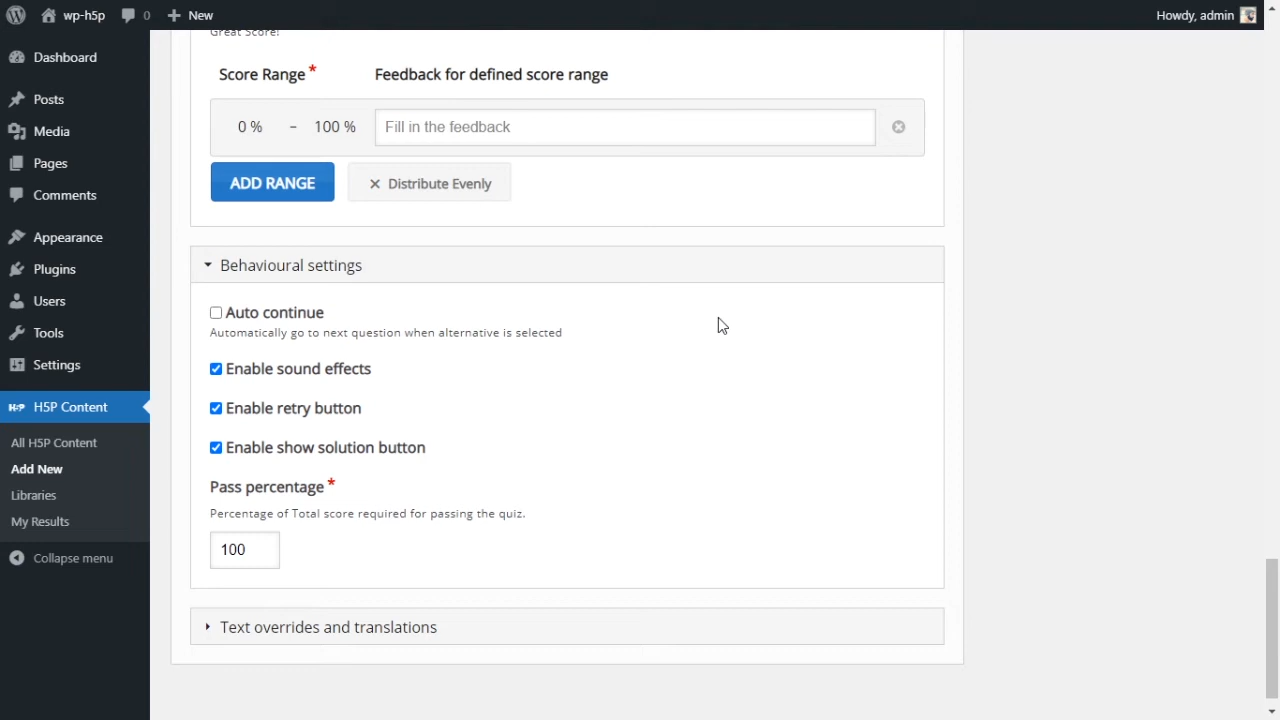 wp-h5p
0
New
Howdy, admin
Dashboard
Posts
Media
Pages
Comments
Appearance
Plugins
Users
Tools
Settings
H5P Content
All H5P Content
Add New
Libraries
My Results
Collapse menu
Great Score!
Score Range * Feedback for defined score range
0 % – 100 % Fill in the feedback
ADD RANGE Distribute Evenly
Behavioural settings
Auto continue
Automatically go to next question when alternative is selected
Enable sound effects
Enable retry button
Enable show solution button
Pass percentage *
Percentage of Total score required for passing the quiz.
100
Text overrides and translations